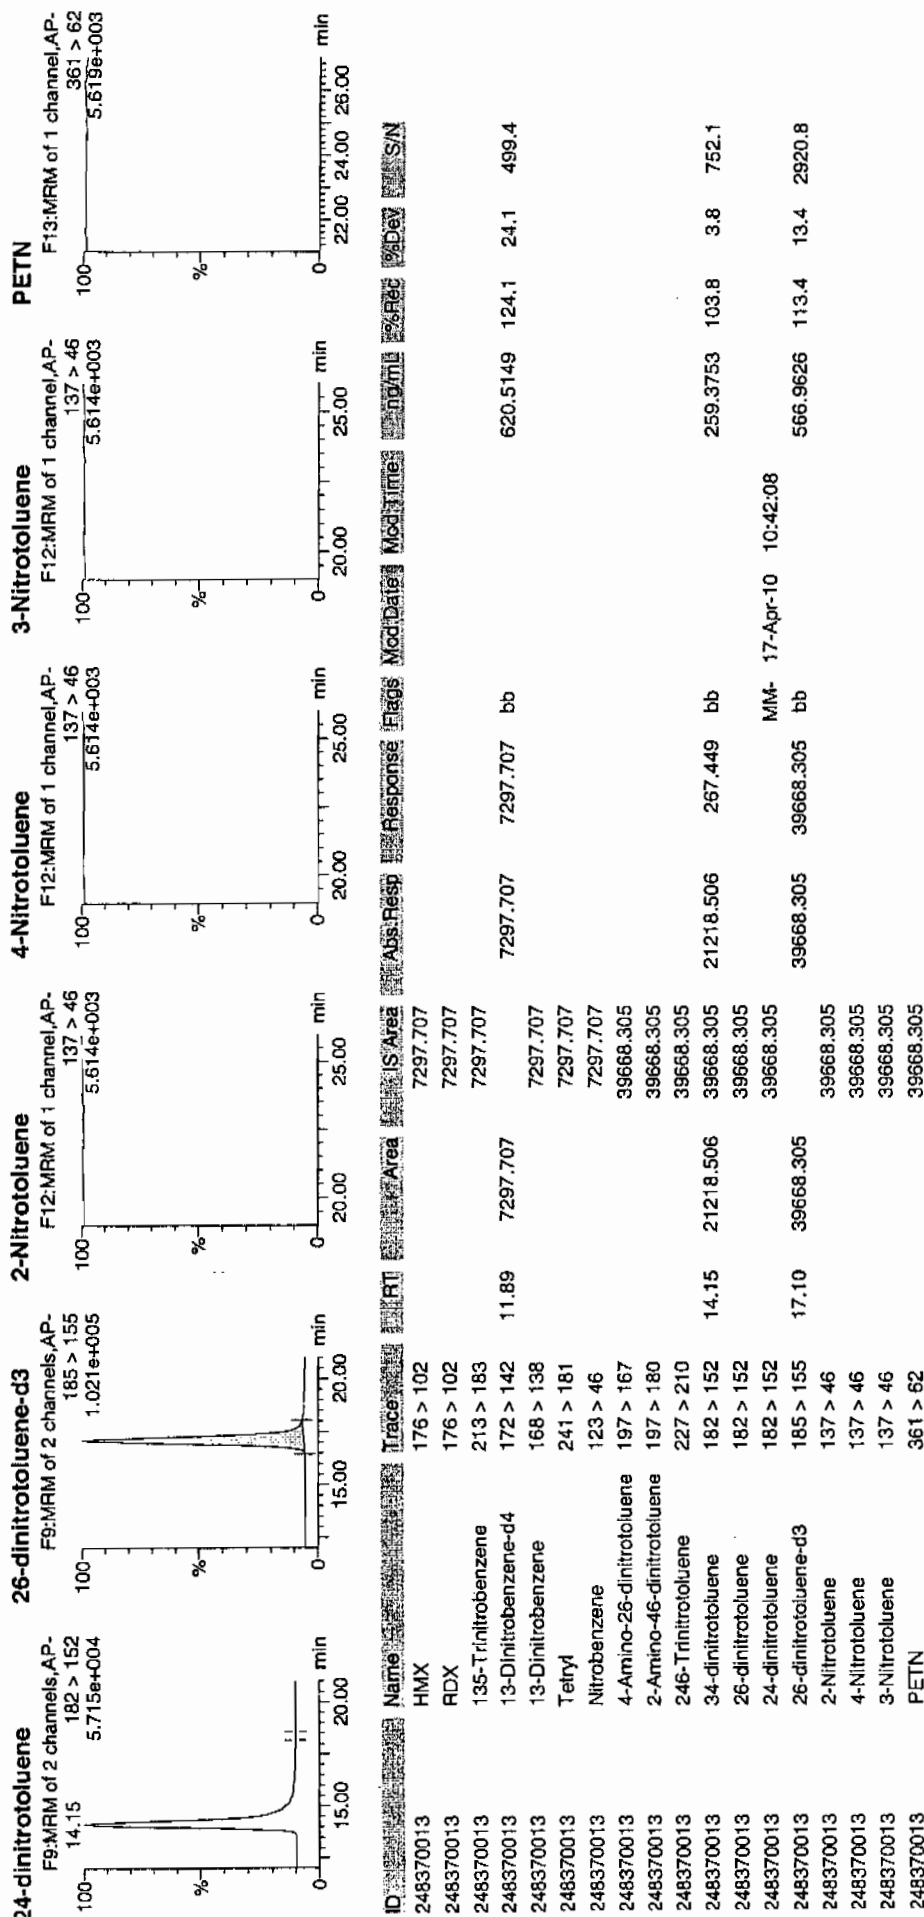 24-dinitrotoluene
F9:MRM of 2 channels,AP-
14.15 182 > 152
5.715e+004
100
%
0
15.00 20.00 min
26-dinitrotoluene-d3
F9:MRM of 2 channels,AP-
185 > 155
1.021e+005
100
%
0
15.00 20.00 min
2-Nitrotoluene
F12:MRM of 1 channel,AP-
137 > 46
5.614e+003
100
%
0
20.00 25.00 min
4-Nitrotoluene
F12:MRM of 1 channel,AP-
137 > 46
5.614e+003
100
%
0
20.00 25.00 min
3-Nitrotoluene
F12:MRM of 1 channel,AP-
137 > 46
5.614e+003
100
%
0
20.00 25.00 min
PETN
F13:MRM of 1 channel,AP-
361 > 62
5.619e+003
100
%
0
22.00 24.00 26.00 min
ID Name Trace RT Area IS Area Abs.Resp Response Flags Mod.Date Mod.Time ng/mL %Rec %Dev S/N
248370013 HMX 176 > 102 7297.707
248370013 RDX 176 > 102 7297.707
248370013 135-Trinitrobenzene 213 > 183 7297.707
248370013 13-Dinitrobenzene-d4 172 > 142 11.89 7297.707 7297.707 7297.707 bb 620.5149 124.1 24.1 499.4
248370013 13-Dinitrobenzene 168 > 138 7297.707
248370013 Tetryl 241 > 181 7297.707
248370013 Nitrobenzene 123 > 46 7297.707
248370013 4-Amino-26-dinitrotoluene 197 > 167 39668.305
248370013 2-Amino-46-dinitrotoluene 197 > 180 39668.305
248370013 246-Trinitrotoluene 227 > 210 39668.305
248370013 34-dinitrotoluene 182 > 152 14.15 21218.506 39668.305 21218.506 267.449 bb 259.3753 103.8 3.8 752.1
248370013 26-dinitrotoluene 182 > 152 39668.305
248370013 24-dinitrotoluene 182 > 152 39668.305 MM- 17-Apr-10 10:42:08
248370013 26-dinitrotoluene-d3 185 > 155 17.10 39668.305 39668.305 39668.305 bb 566.9626 113.4 13.4 2920.8
248370013 2-Nitrotoluene 137 > 46 39668.305
248370013 4-Nitrotoluene 137 > 46 39668.305
248370013 3-Nitrotoluene 137 > 46 39668.305
248370013 PETN 361 > 62 39668.305